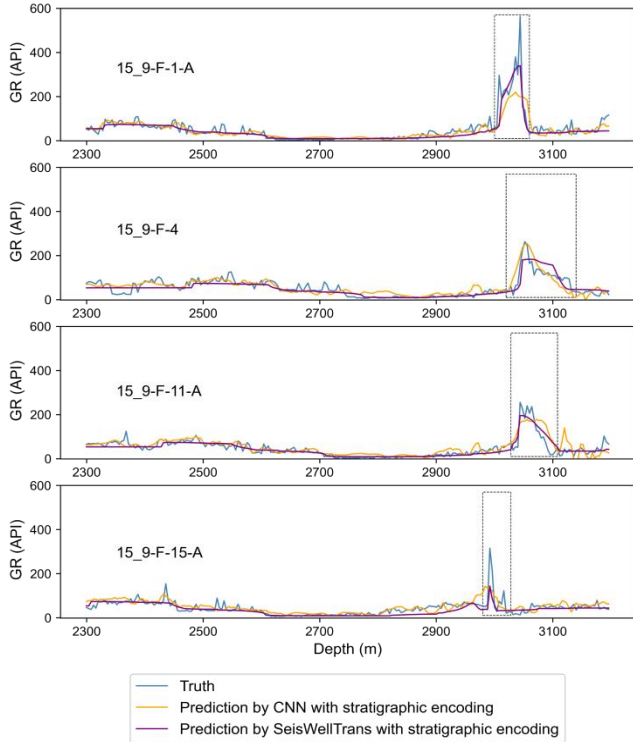 600
400
200
0
GR (API)
15_9-F-1-A
2300 2500 2700 2900 3100
600
400
200
0
GR (API)
15_9-F-4
2300 2500 2700 2900 3100
600
400
200
0
GR (API)
15_9-F-11-A
2300 2500 2700 2900 3100
600
400
200
0
GR (API)
15_9-F-15-A
2300 2500 2700 2900 3100
Depth (m)
Truth
Prediction by CNN with stratigraphic encoding
Prediction by SeisWellTrans with stratigraphic encoding